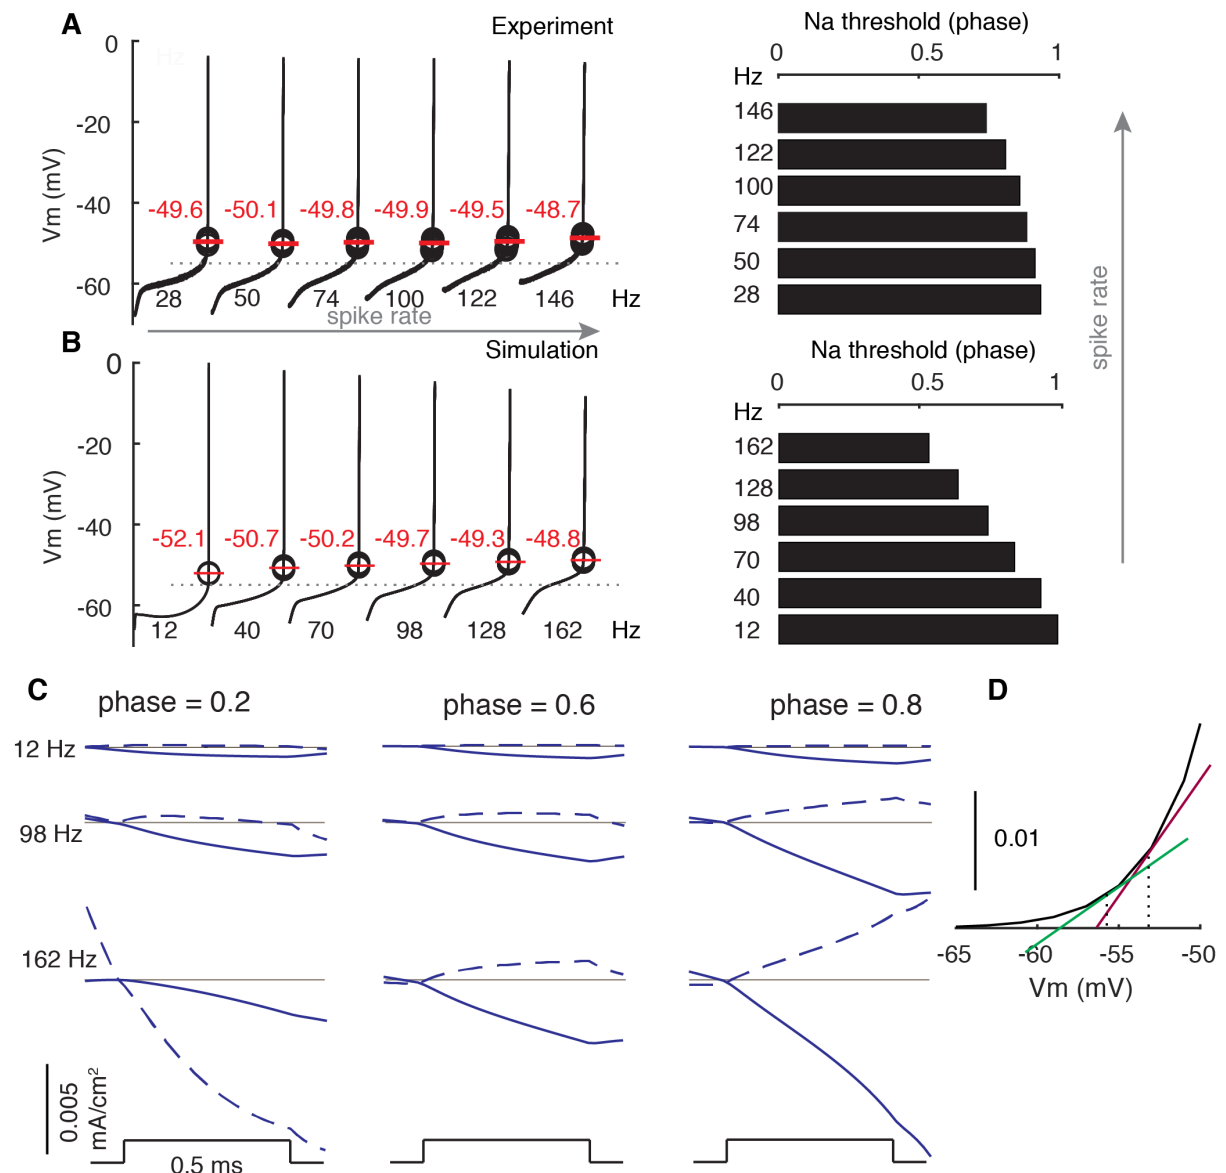 A
Experiment
Hz
Vm (mV)
0
-20
-40
-60
-49.6 -50.1 -49.8 -49.9 -49.5 -48.7
28 50 74 100 122 146 Hz
spike rate
Na threshold (phase)
0 0.5 1
Hz
146
122
100
74
50
28
spike rate
B
Simulation
Vm (mV)
0
-20
-40
-60
-52.1 -50.7 -50.2 -49.7 -49.3 -48.8
12 40 70 98 128 162 Hz
Na threshold (phase)
0 0.5 1
Hz
162
128
98
70
40
12
C
phase = 0.2 phase = 0.6 phase = 0.8
12 Hz
98 Hz
162 Hz
0.005
mA/cm²
0.5 ms
D
0.01
-65 -60 -55 -50
Vm (mV)